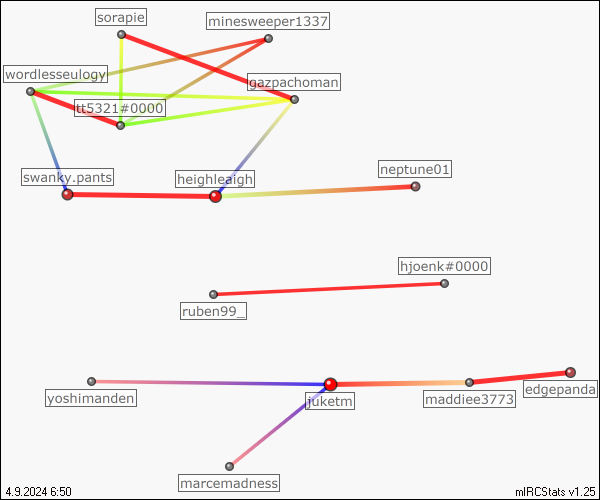 sorapie
minesweeper1337
wordlesseulogy
gazpachoman
tt5321#0000
neptune01
swanky.pants
heighleaigh
hjoenk#0000
ruben99_
edgepanda
yoshimanden
juketm
maddiee3773
marcemadness
4.9.2024 6:50
mIRCStats v1.25